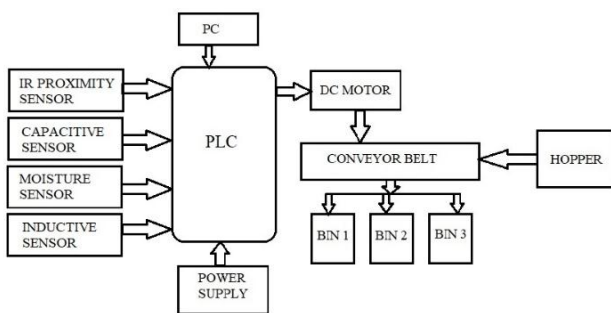 PC
IR PROXIMITY
SENSOR
CAPACITIVE
SENSOR
MOISTURE
SENSOR
INDUCTIVE
SENSOR
PLC
POWER
SUPPLY
DC MOTOR
CONVEYOR BELT
HOPPER
BIN 1
BIN 2
BIN 3